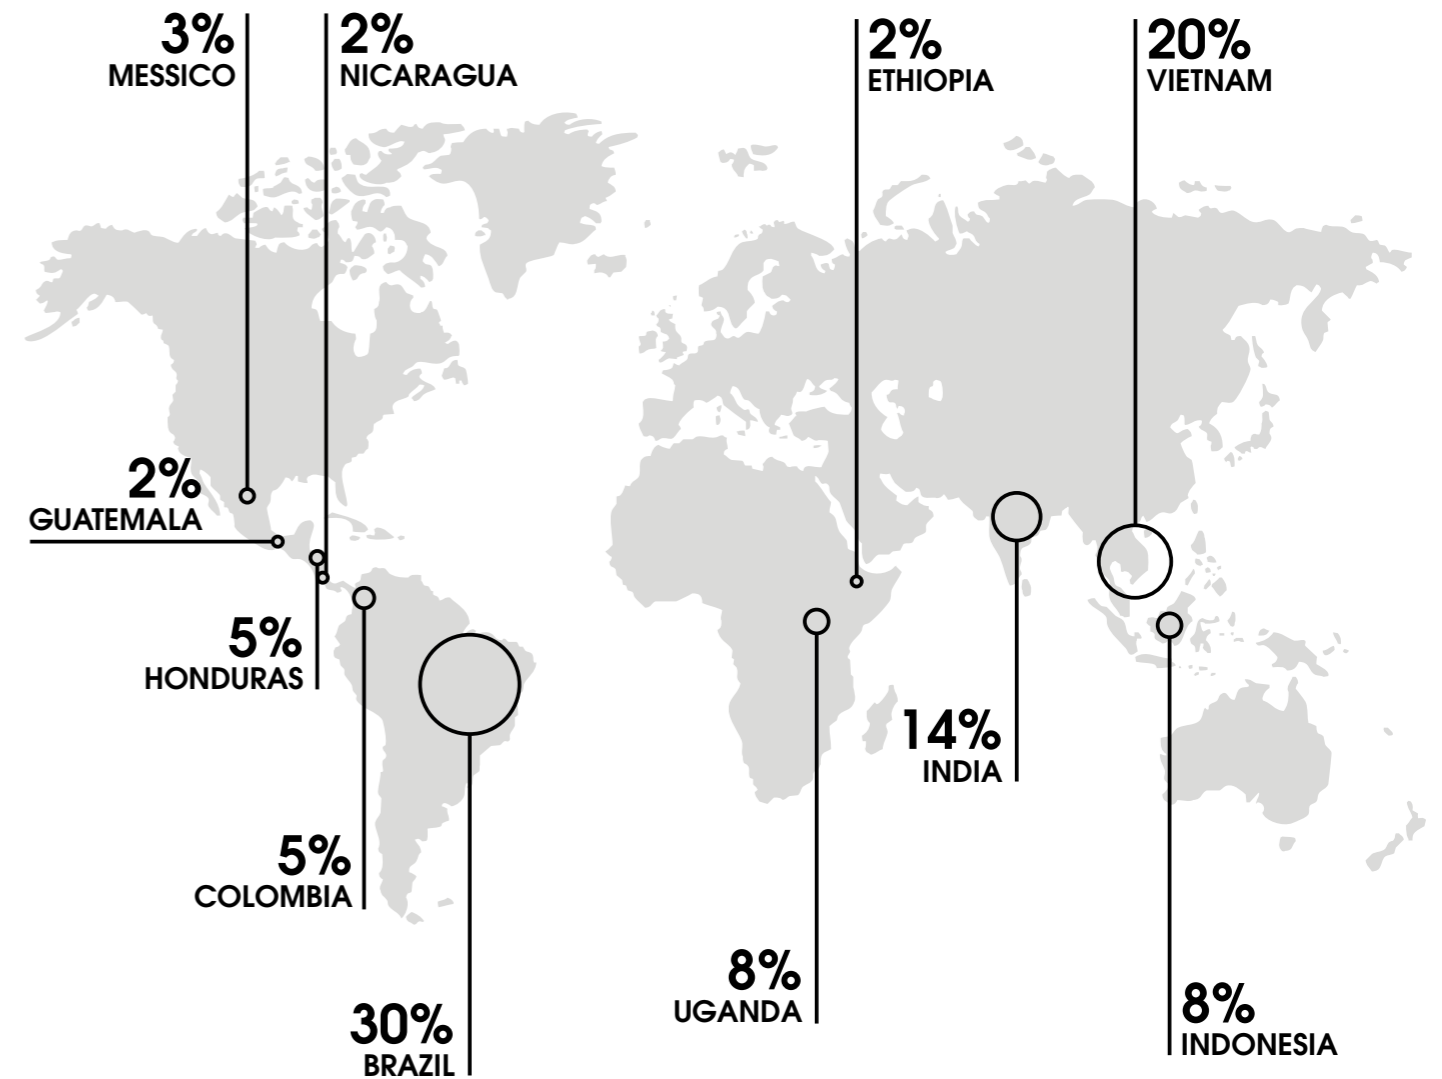 3%
MESSICO
2%
NICARAGUA
2%
ETHIOPIA
20%
VIETNAM
2%
GUATEMALA
5%
HONDURAS
14%
INDIA
5%
COLOMBIA
8%
UGANDA
30%
BRAZIL
8%
INDONESIA